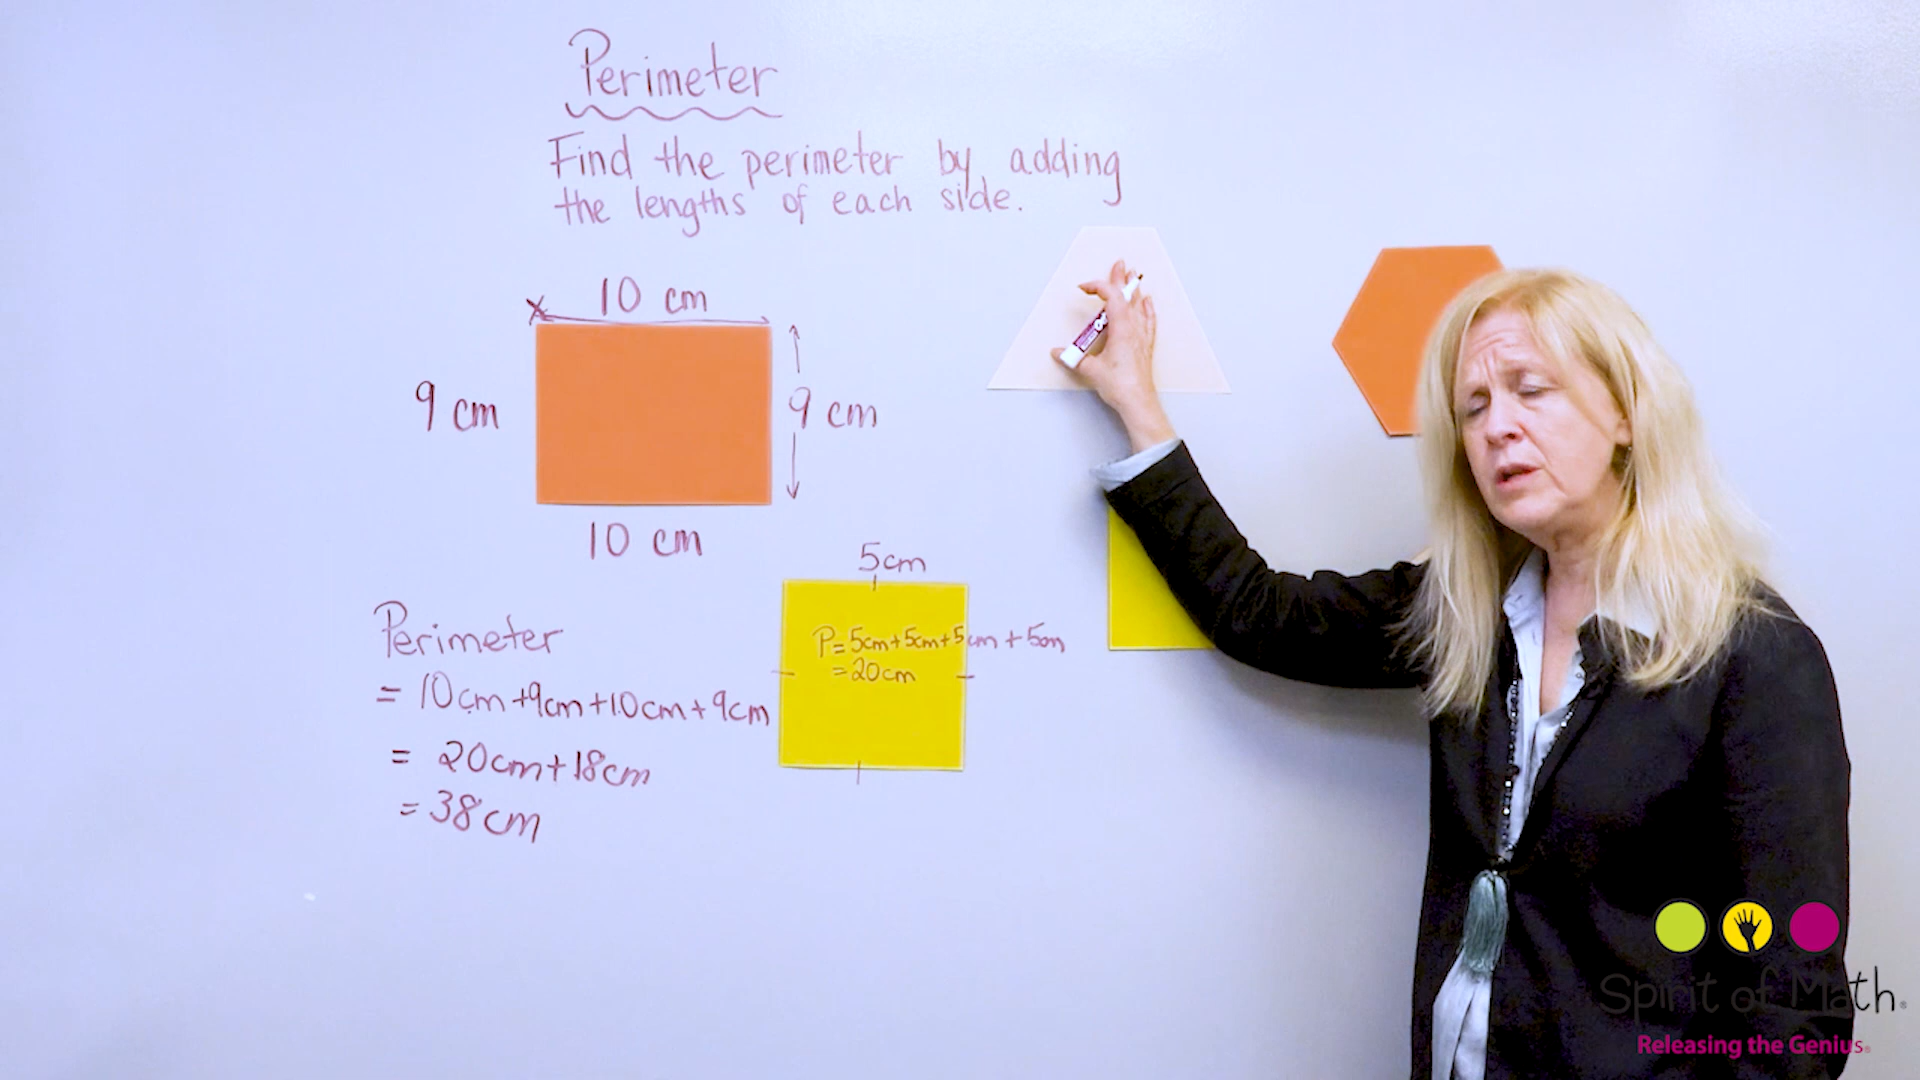 Perimeter
Find the perimeter by adding
the lengths of each side.
10 cm
9 cm
9 cm
10 cm
5cm
P=5cm+5cm+5cm+5cm
=20cm
Perimeter
= 10cm+9cm+10cm+9cm
= 20cm+18cm
=38cm
Spirit of Math®
Releasing the Genius®